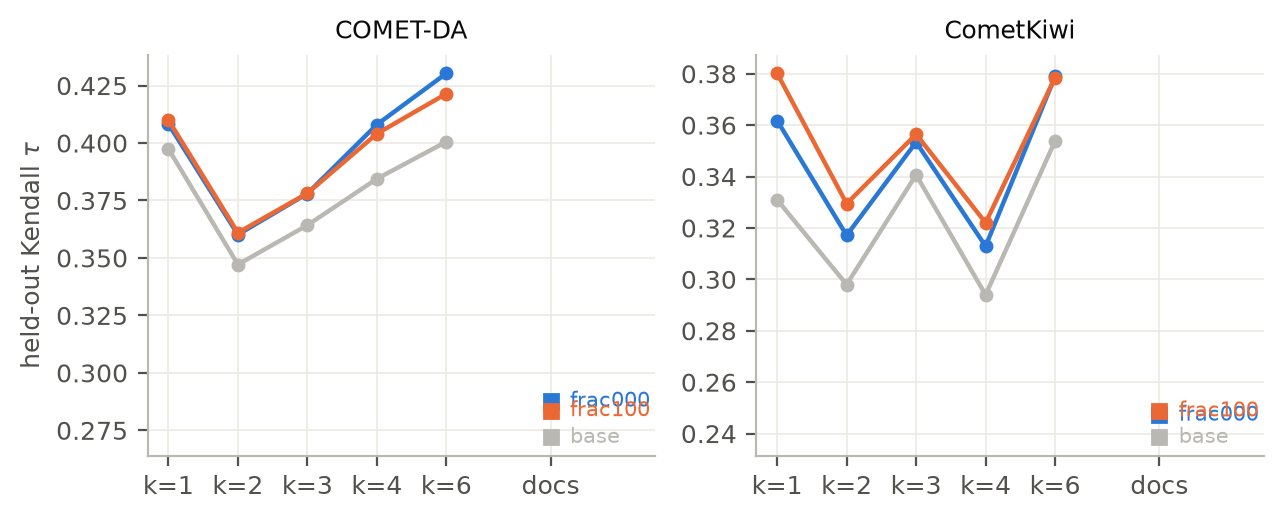 COMET-DA
CometKiwi
held-out Kendall τ
0.425
0.400
0.375
0.350
0.325
0.300
0.275
frac000
frac100
base
k=1 k=2 k=3 k=4 k=6 docs
0.38
0.36
0.34
0.32
0.30
0.28
0.26
0.24
frac100
frac000
base
k=1 k=2 k=3 k=4 k=6 docs